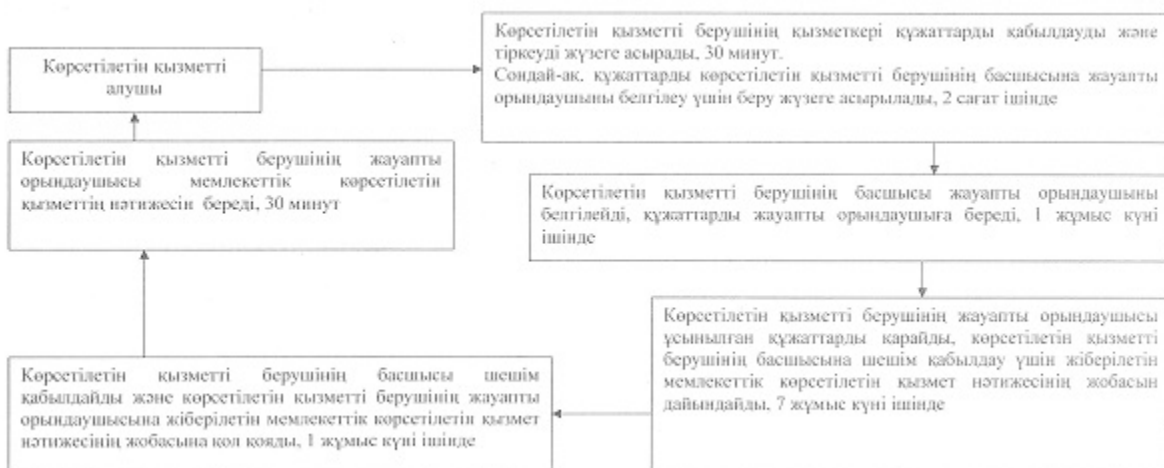 Көрсетілетін қызметті
алушы
Көрсетілетін қызметті берушінің қызметкері құжаттарды қабылдауды және
тіркеуді жүзеге асырады, 30 минут.
Сондай-ақ, құжаттарды көрсетілетін қызметті берушінің басшысына жауапты
орындаушыны белгілеу үшін беру жүзеге асырылады, 2 сағат ішінде
Көрсетілетін қызметті берушінің басшысы жауапты орындаушыны
белгілейді, құжаттарды жауапты орындаушыға береді, 1 жұмыс күні
ішінде
Көрсетілетін қызметті берушінің жауапты орындаушысы
ұсынылған құжаттарды қарайды, көрсетілетін қызметті
берушінің басшысына шешім қабылдау үшін жіберілетін
мемлекеттік көрсетілетін қызмет нәтижесінің жобасын
дайындайды, 7 жұмыс күні ішінде
Көрсетілетін қызметті берушінің басшысы шешім
қабылдайды және көрсетілетін қызметті берушінің жауапты
орындаушысына жіберілетін мемлекеттік көрсетілетін қызмет
нәтижесінің жобасына қол қояды, 1 жұмыс күні ішінде
Көрсетілетін қызметті берушінің жауапты
орындаушысы мемлекеттік көрсетілетін
қызметтің нәтижесін береді, 30 минут